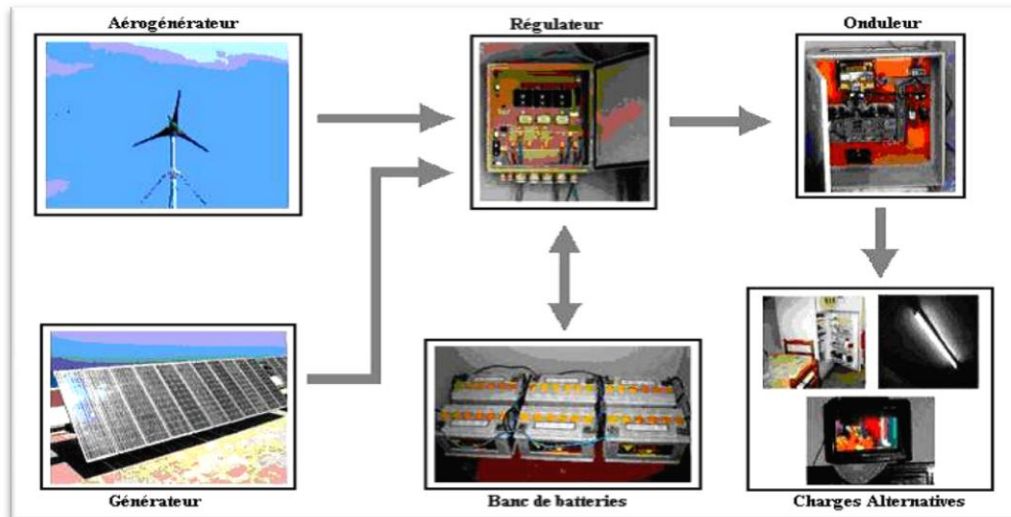 Aérogénérateur
Régulateur
Onduleur
Générateur
Banc de batteries
Charges Alternatives